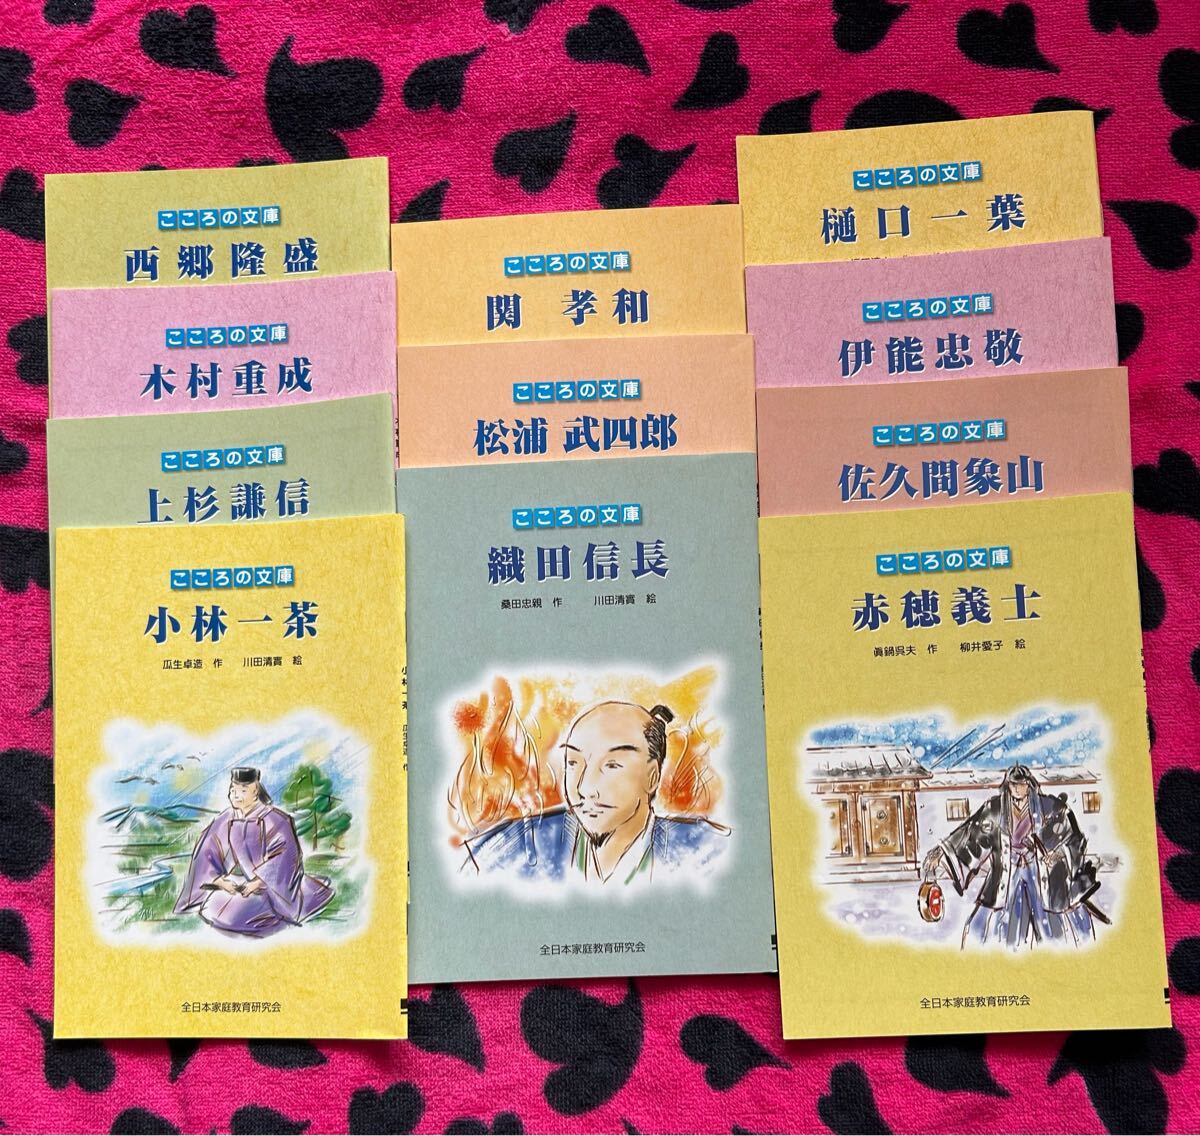 こころの文庫
西郷隆盛
こころの文庫
木村重成
こころの文庫
上杉謙信
こころの文庫
小林一茶
瓜生卓造 作 川田清實 絵
全日本家庭教育研究会
小林一茶 瓜生卓造 作
こころの文庫
関 孝和
こころの文庫
松浦 武四郎
こころの文庫
織田信長
桑田忠親 作 川田清實 絵
全日本家庭教育研究会
こころの文庫
樋口一葉
こころの文庫
伊能忠敬
こころの文庫
佐久間象山
こころの文庫
赤穂義士
眞鍋呉夫 作 柳井愛子 絵
全日本家庭教育研究会